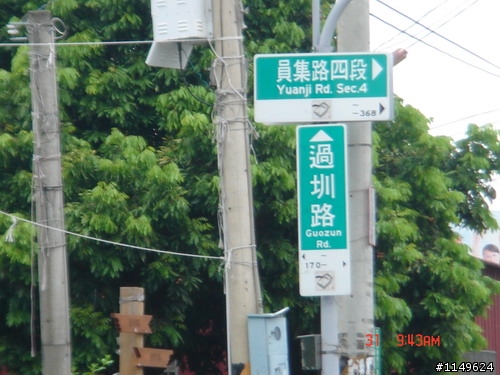 員集路四段
Yuanji Rd. Sec.4
~
-368
過圳路
Guozun
Rd.
~
170-
31 9:43AM
#1149624